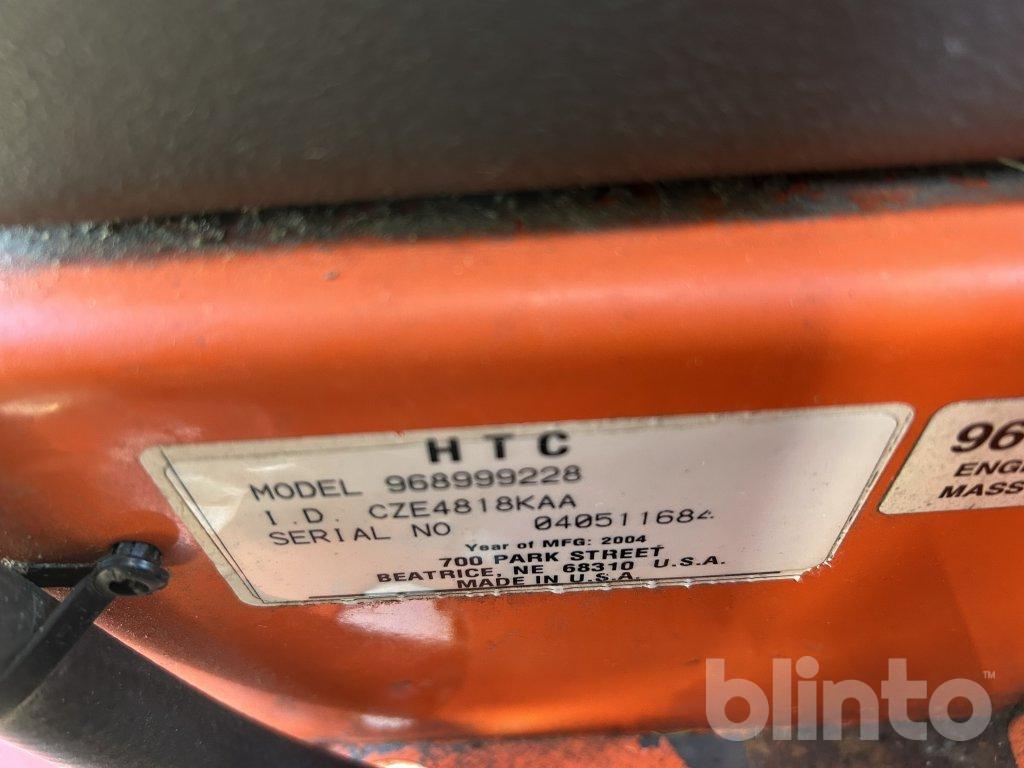 HTC
MODEL 968999228
I.D. CZE4818KAA
SERIAL NO 040511684
Year of MFG: 2004
700 PARK STREET
BEATRICE, NE 68310 U.S.A.
MADE IN U.S.A.
96
ENG
MASS
blinto™